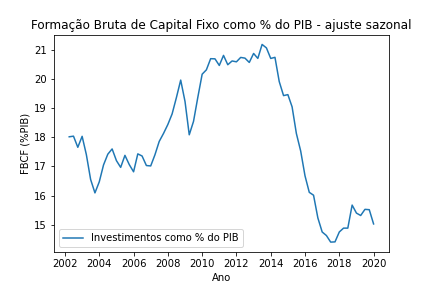 Formação Bruta de Capital Fixo como % do PIB - ajuste sazonal
21
20
19
18
17
16
15
FBCF (%PIB)
Investimentos como % do PIB
2002 2004 2006 2008 2010 2012 2014 2016 2018 2020
Ano